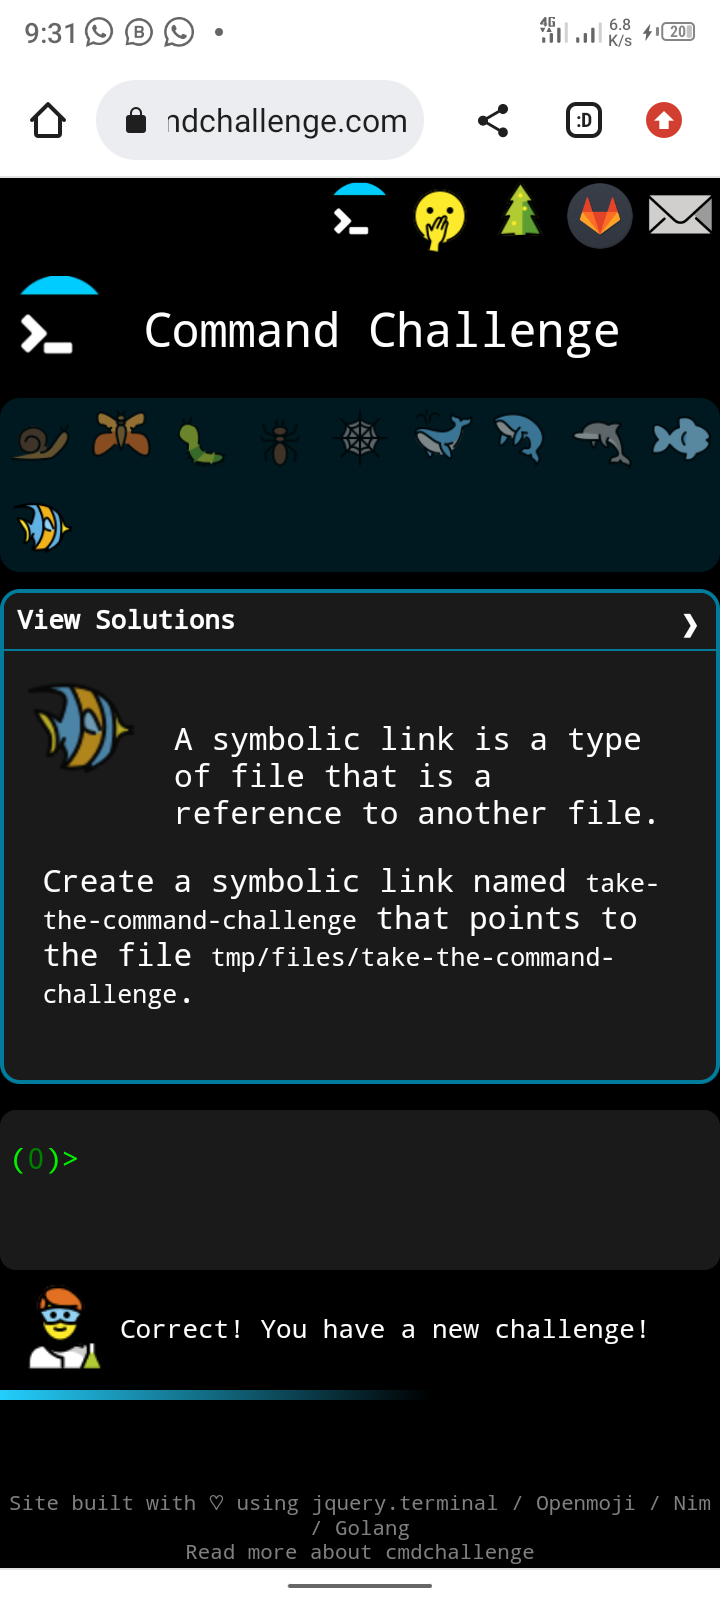 9:31
B
4G
6.8
K/s
20
ndchallenge.com
:D
Command Challenge
View Solutions
A symbolic link is a type
of file that is a
reference to another file.
Create a symbolic link named take-
the-command-challenge that points to
the file tmp/files/take-the-command-
challenge.
(0)>
Correct! You have a new challenge!
Site built with ♡ using jquery.terminal / Openmoji / Nim
/ Golang
Read more about cmdchallenge